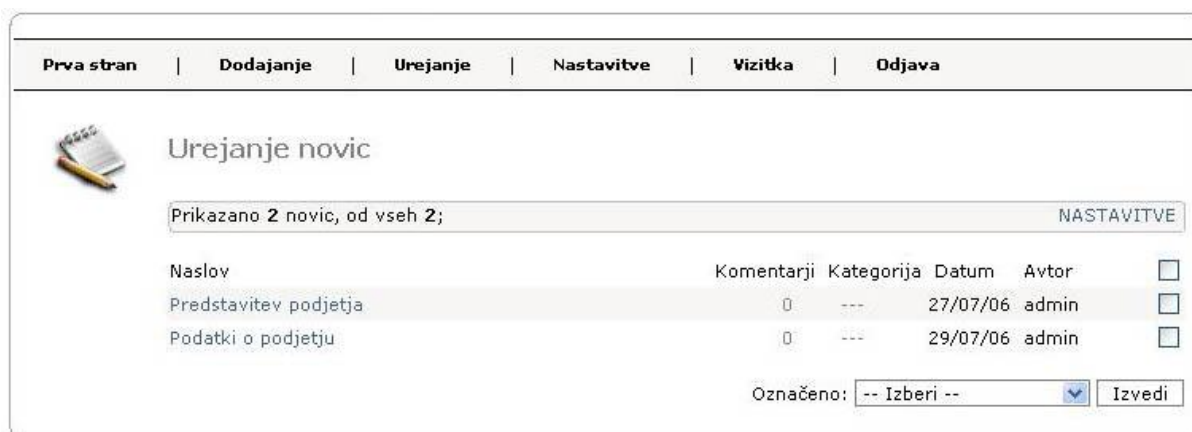 Prva stran | Dodajanje | Urejanje | Nastavitve | Vizitka | Odjava
Urejanje novic
Prikazano 2 novic, od vseh 2; NASTAVITVE
Naslov Komentarji Kategorija Datum Avtor
Predstavitev podjetja 0 --- 27/07/06 admin
Podatki o podjetju 0 --- 29/07/06 admin
Označeno: -- Izberi -- Izvedi